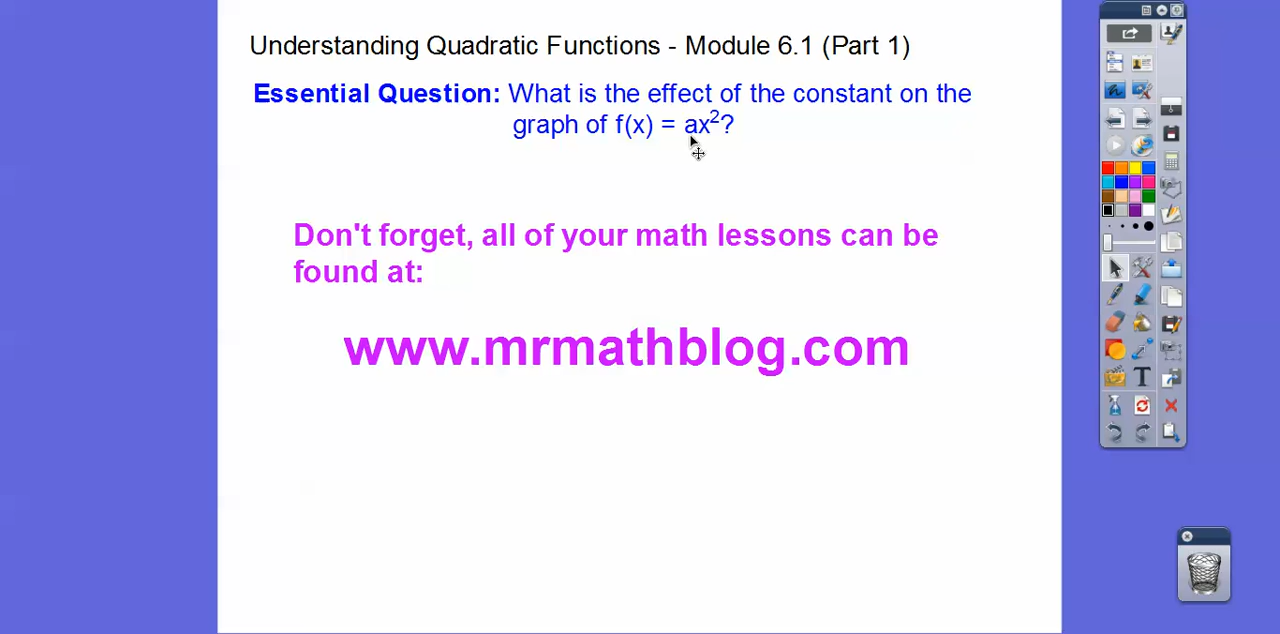 Understanding Quadratic Functions - Module 6.1 (Part 1)
Essential Question: What is the effect of the constant on the
graph of f(x) = ax²?
Don't forget, all of your math lessons can be
found at:
www.mrmathblog.com